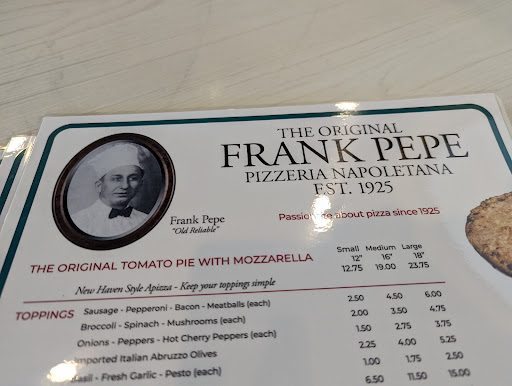 THE ORIGINAL
FRANK PEPE
PIZZERIA NAPOLETANA
EST. 1925
Frank Pepe
"Old Reliable"
Passionate about pizza since 1925
Small Medium Large
12" 16" 18"
THE ORIGINAL TOMATO PIE WITH MOZZARELLA 12.75 19.00 23.75
New Haven Style Apizza - Keep your toppings simple
TOPPINGS Sausage - Pepperoni - Bacon - Meatballs (each) 2.50 4.50 6.00
Broccoli - Spinach - Mushrooms (each) 2.00 3.50 4.75
Onions - Peppers - Hot Cherry Peppers (each) 1.50 2.75 3.75
Imported Italian Abruzzo Olives 2.25 4.00 5.25
Basil - Fresh Garlic - Pesto (each) 1.00 1.75 2.50
6.50 11.50 15.00